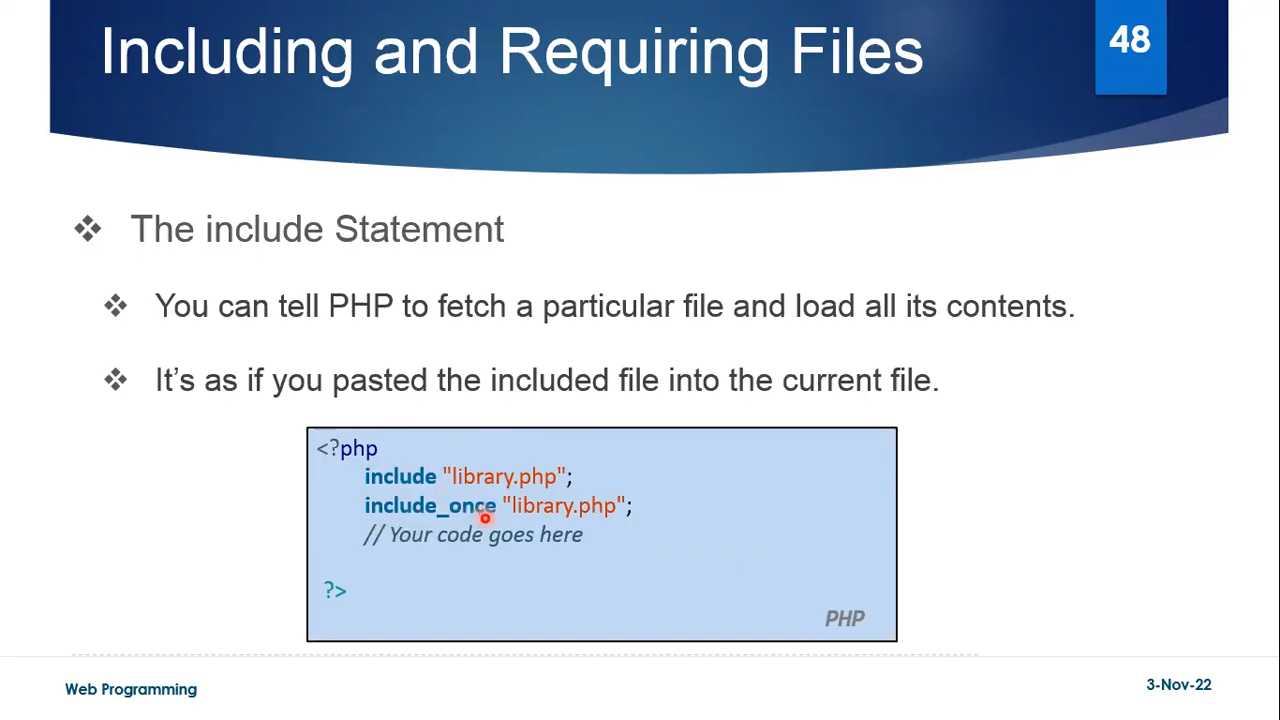 Including and Requiring Files
48
The include Statement
You can tell PHP to fetch a particular file and load all its contents.
It’s as if you pasted the included file into the current file.
<?php
include "library.php";
include_once "library.php";
// Your code goes here
?>
PHP
Web Programming
3-Nov-22